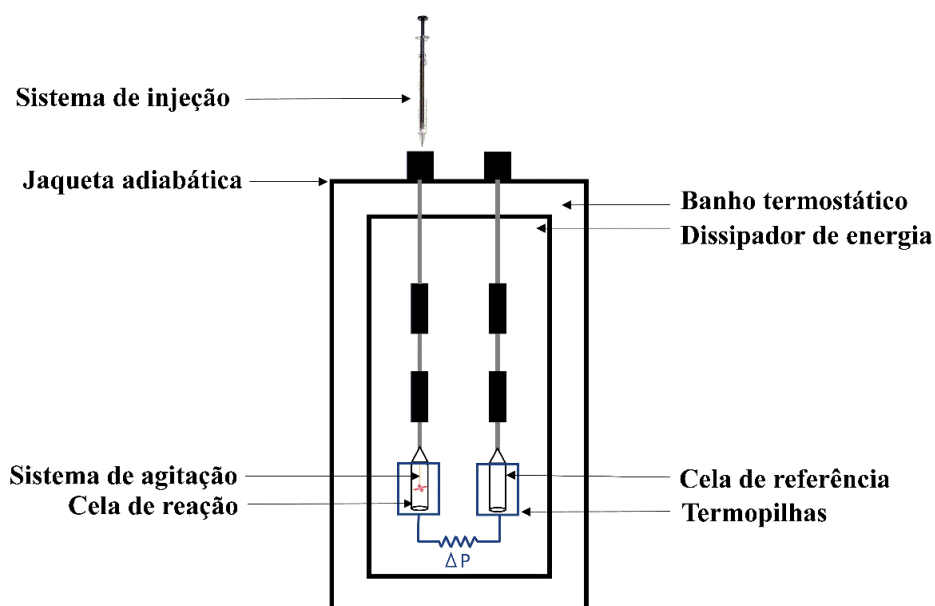 Sistema de injeção
Jaqueta adiabática
Banho termostático
Dissipador de energia
Sistema de agitação
Cela de reação
Cela de referência
Termopilhas
Δ P